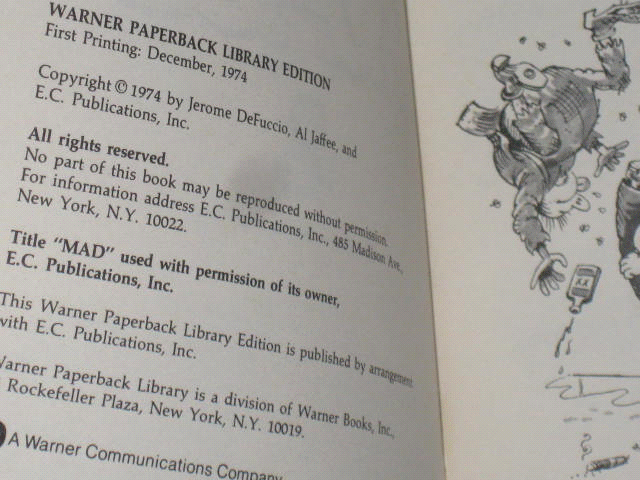 WARNER PAPERBACK LIBRARY EDITION
First Printing: December, 1974
Copyright © 1974 by Jerome DeFuccio, Al Jaffee, and
E.C. Publications, Inc.
All rights reserved.
No part of this book may be reproduced without permission.
For information address E.C. Publications, Inc., 485 Madison Ave.,
New York, N.Y. 10022.
Title "MAD" used with permission of its owner,
E.C. Publications, Inc.
This Warner Paperback Library Edition is published by arrangement
with E.C. Publications, Inc.
Warner Paperback Library is a division of Warner Books, Inc.,
Rockefeller Plaza, New York, N.Y. 10019.
A Warner Communications Company
XX